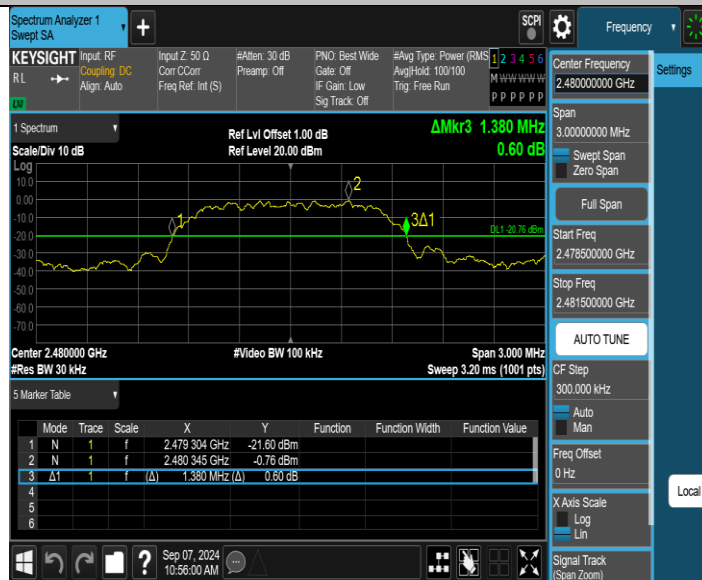 Spectrum Analyzer 1
Swept SA
+
SCPI
Frequency
KEYSIGHT
RL
LXI
Input: RF
Coupling: DC
Align: Auto
Input Z: 50 Ω
Corr CCorr
Freq Ref: Int (S)
#Atten: 30 dB
Preamp: Off
PNO: Best Wide
Gate: Off
IF Gain: Low
Sig Track: Off
#Avg Type: Power (RMS
Avg|Hold: 100/100
Trig: Free Run
1 2 3 4 5 6
M W W W W W
P P P P P P
1 Spectrum
Scale/Div 10 dB
Ref Lvl Offset 1.00 dB
Ref Level 20.00 dBm
ΔMkr3 1.380 MHz
0.60 dB
Log
10.0
0.00
-10.0
-20.0
-30.0
-40.0
-50.0
-60.0
-70.0
1
2
3Δ1
DL1 -20.76 dBm
Center 2.480000 GHz
#Res BW 30 kHz
#Video BW 100 kHz
Span 3.000 MHz
Sweep 3.20 ms (1001 pts)
5 Marker Table
Mode Trace Scale X Y Function Function Width Function Value
1 N 1 f 2.479 304 GHz -21.60 dBm
2 N 1 f 2.480 345 GHz -0.76 dBm
3 Δ1 1 f (Δ) 1.380 MHz (Δ) 0.60 dB
4
5
6
Sep 07, 2024
10:56:00 AM
?
Center Frequency
2.480000000 GHz
Settings
Span
3.00000000 MHz
Swept Span
Zero Span
Full Span
Start Freq
2.478500000 GHz
Stop Freq
2.481500000 GHz
AUTO TUNE
CF Step
300.000 kHz
Auto
Man
Freq Offset
0 Hz
X Axis Scale
Log
Lin
Local
Signal Track
(Span Zoom)